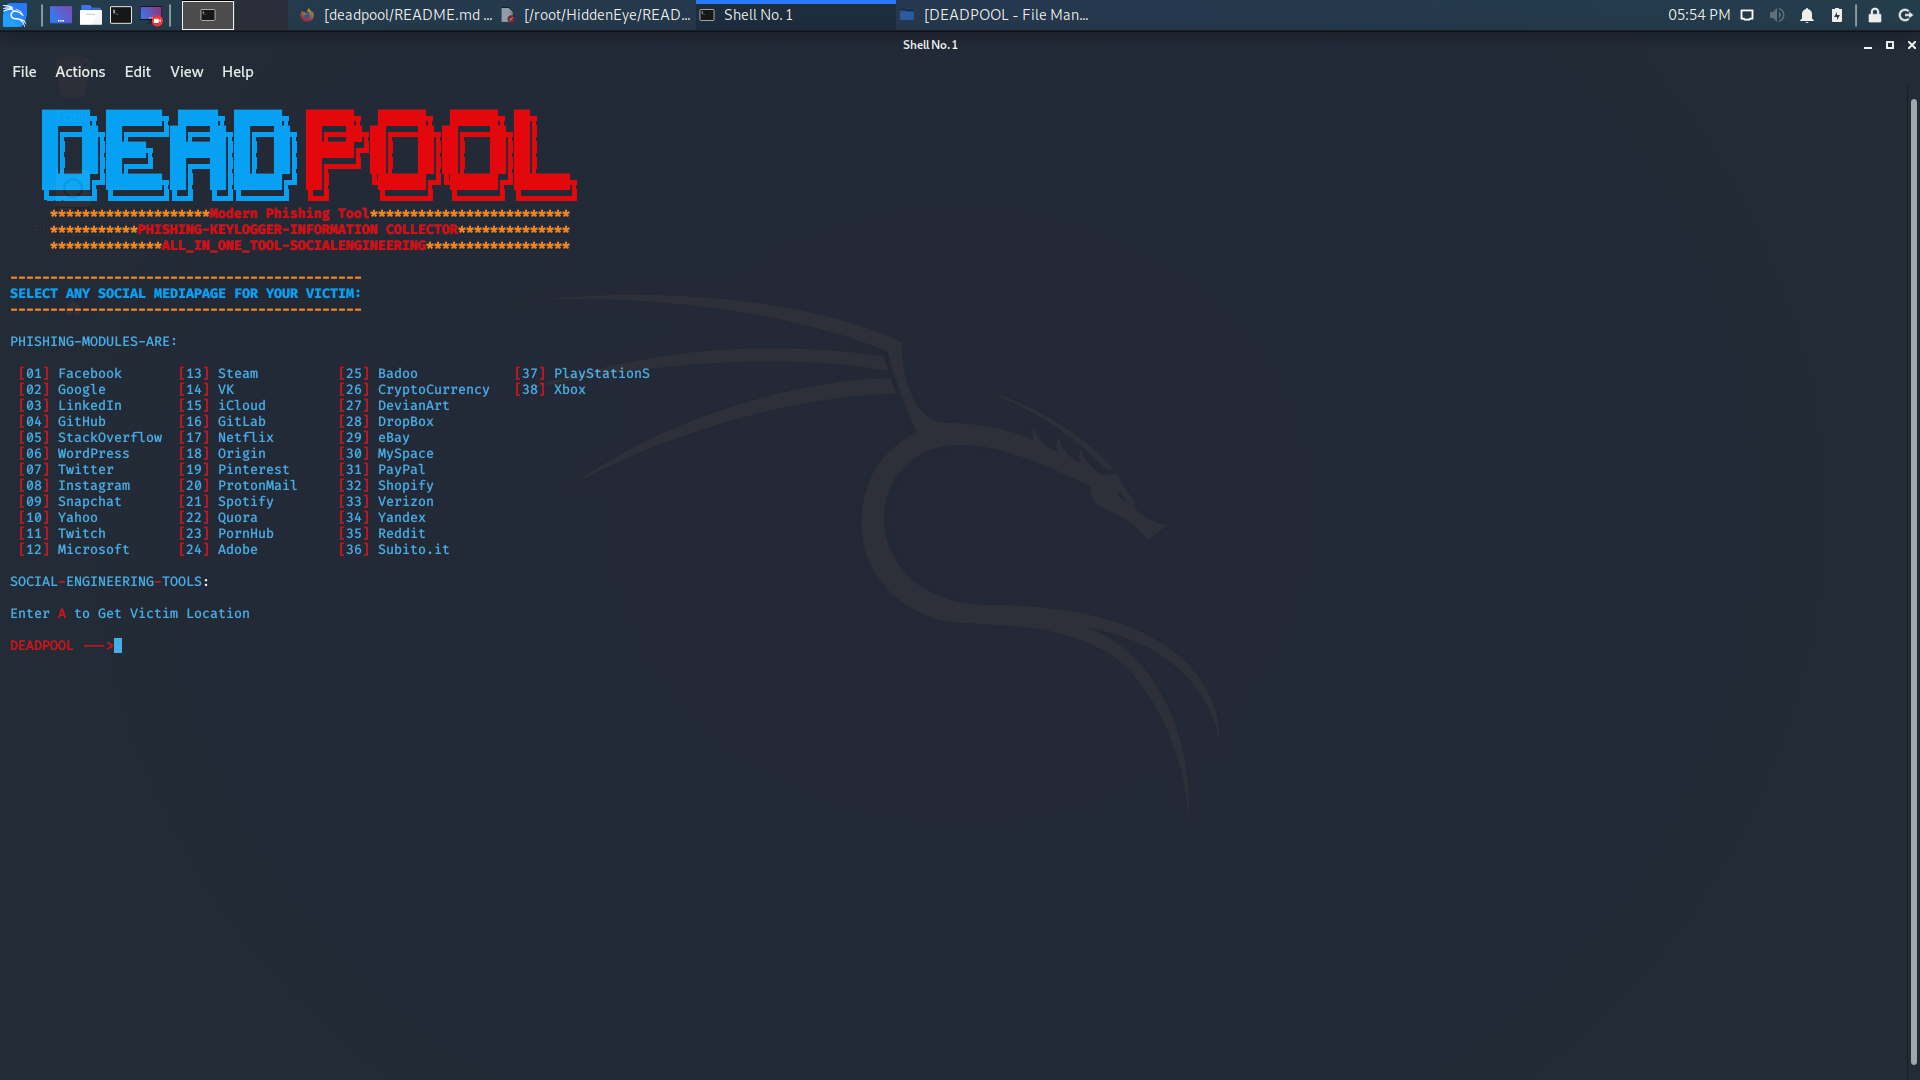 [deadpool/README.md ... [/root/HiddenEye/READ... Shell No. 1 [DEADPOOL - File Man... 05:54 PM
Shell No. 1
File Actions Edit View Help
DEADPOOL
********************Modern Phishing Tool*************************
***********PHISHING-KEYLOGGER-INFORMATION COLLECTOR**************
**************ALL_IN_ONE_TOOL-SOCIALENGINEERING******************
--------------------------------------------
SELECT ANY SOCIAL MEDIAPAGE FOR YOUR VICTIM:
--------------------------------------------
PHISHING-MODULES-ARE:
[01] Facebook [13] Steam [25] Badoo [37] PlayStationS
[02] Google [14] VK [26] CryptoCurrency [38] Xbox
[03] LinkedIn [15] iCloud [27] DevianArt
[04] GitHub [16] GitLab [28] DropBox
[05] StackOverflow [17] Netflix [29] eBay
[06] WordPress [18] Origin [30] MySpace
[07] Twitter [19] Pinterest [31] PayPal
[08] Instagram [20] ProtonMail [32] Shopify
[09] Snapchat [21] Spotify [33] Verizon
[10] Yahoo [22] Quora [34] Yandex
[11] Twitch [23] PornHub [35] Reddit
[12] Microsoft [24] Adobe [36] Subito.it
SOCIAL-ENGINEERING-TOOLS:
Enter A to Get Victim Location
DEADPOOL --->